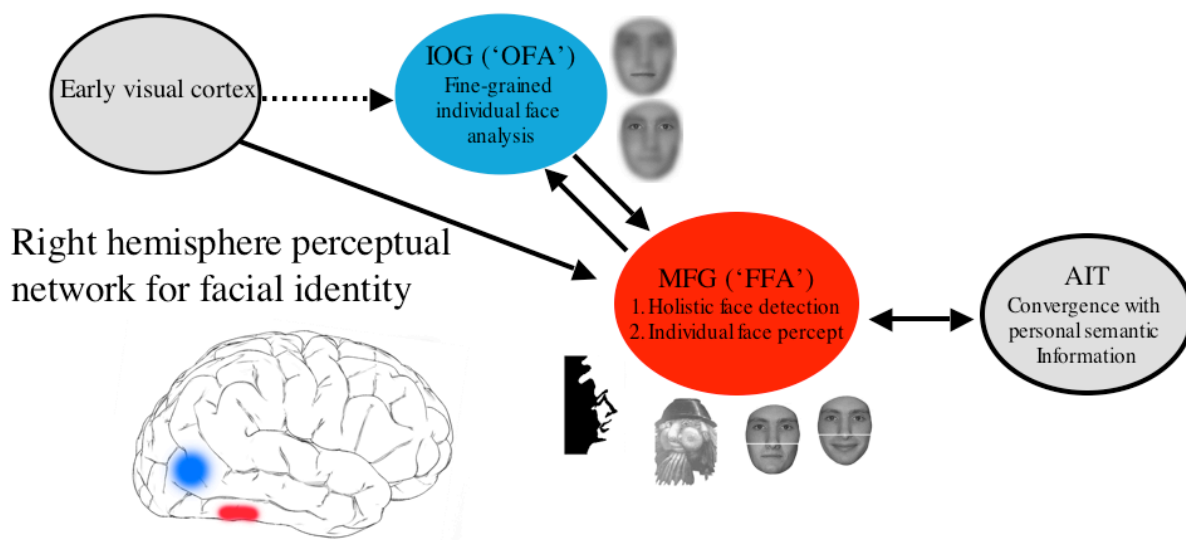 Early visual cortex
IOG (‘OFA’)
Fine-grained
individual face
analysis
Right hemisphere perceptual
network for facial identity
MFG (‘FFA’)
1. Holistic face detection
2. Individual face percept
AIT
Convergence with
personal semantic
Information